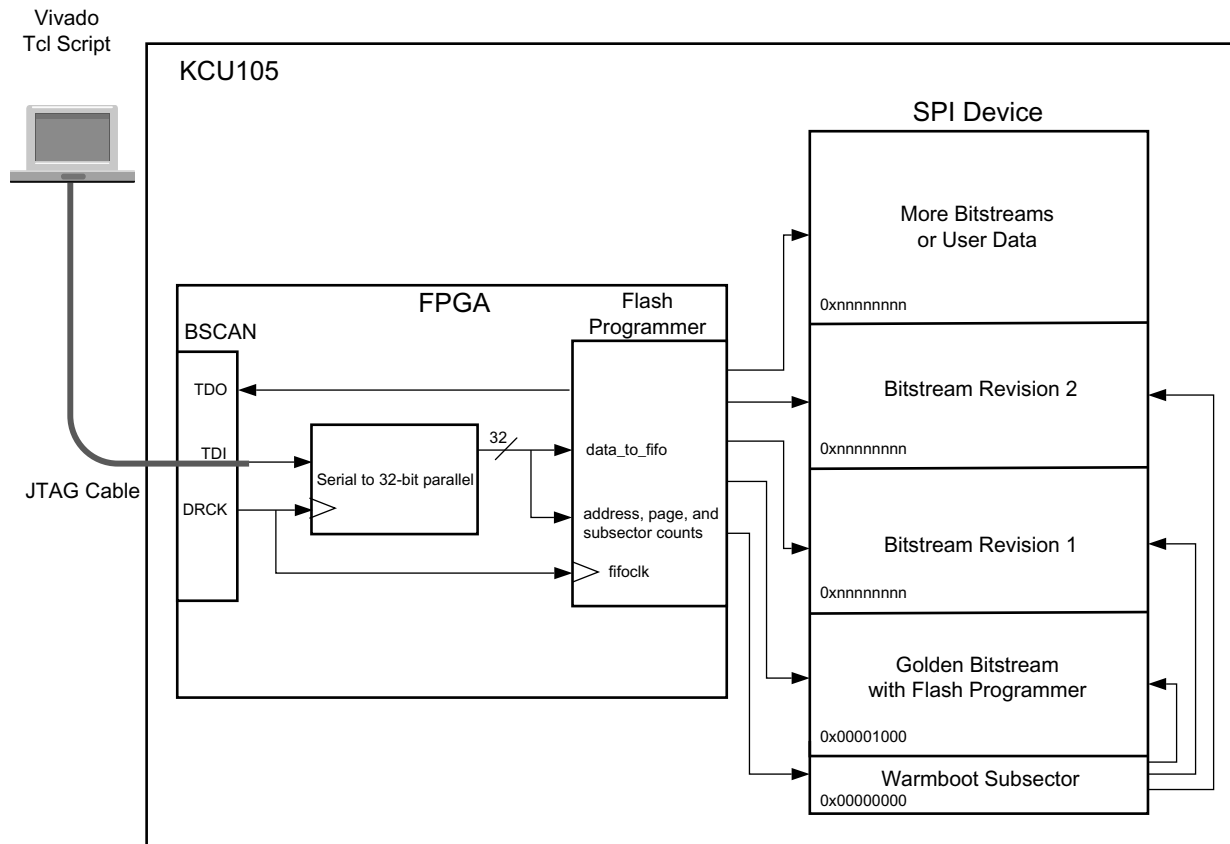 Vivado
Tcl Script
KCU105
SPI Device
More Bitstreams
or User Data
0xnnnnnnnn
FPGA
Flash
Programmer
BSCAN
TDO
Bitstream Revision 2
0xnnnnnnnn
TDI
32
data_to_fifo
Serial to 32-bit parallel
JTAG Cable
DRCK
address, page, and
subsector counts
fifoclk
Bitstream Revision 1
0xnnnnnnnn
Golden Bitstream
with Flash Programmer
0x00001000
Warmboot Subsector
0x00000000